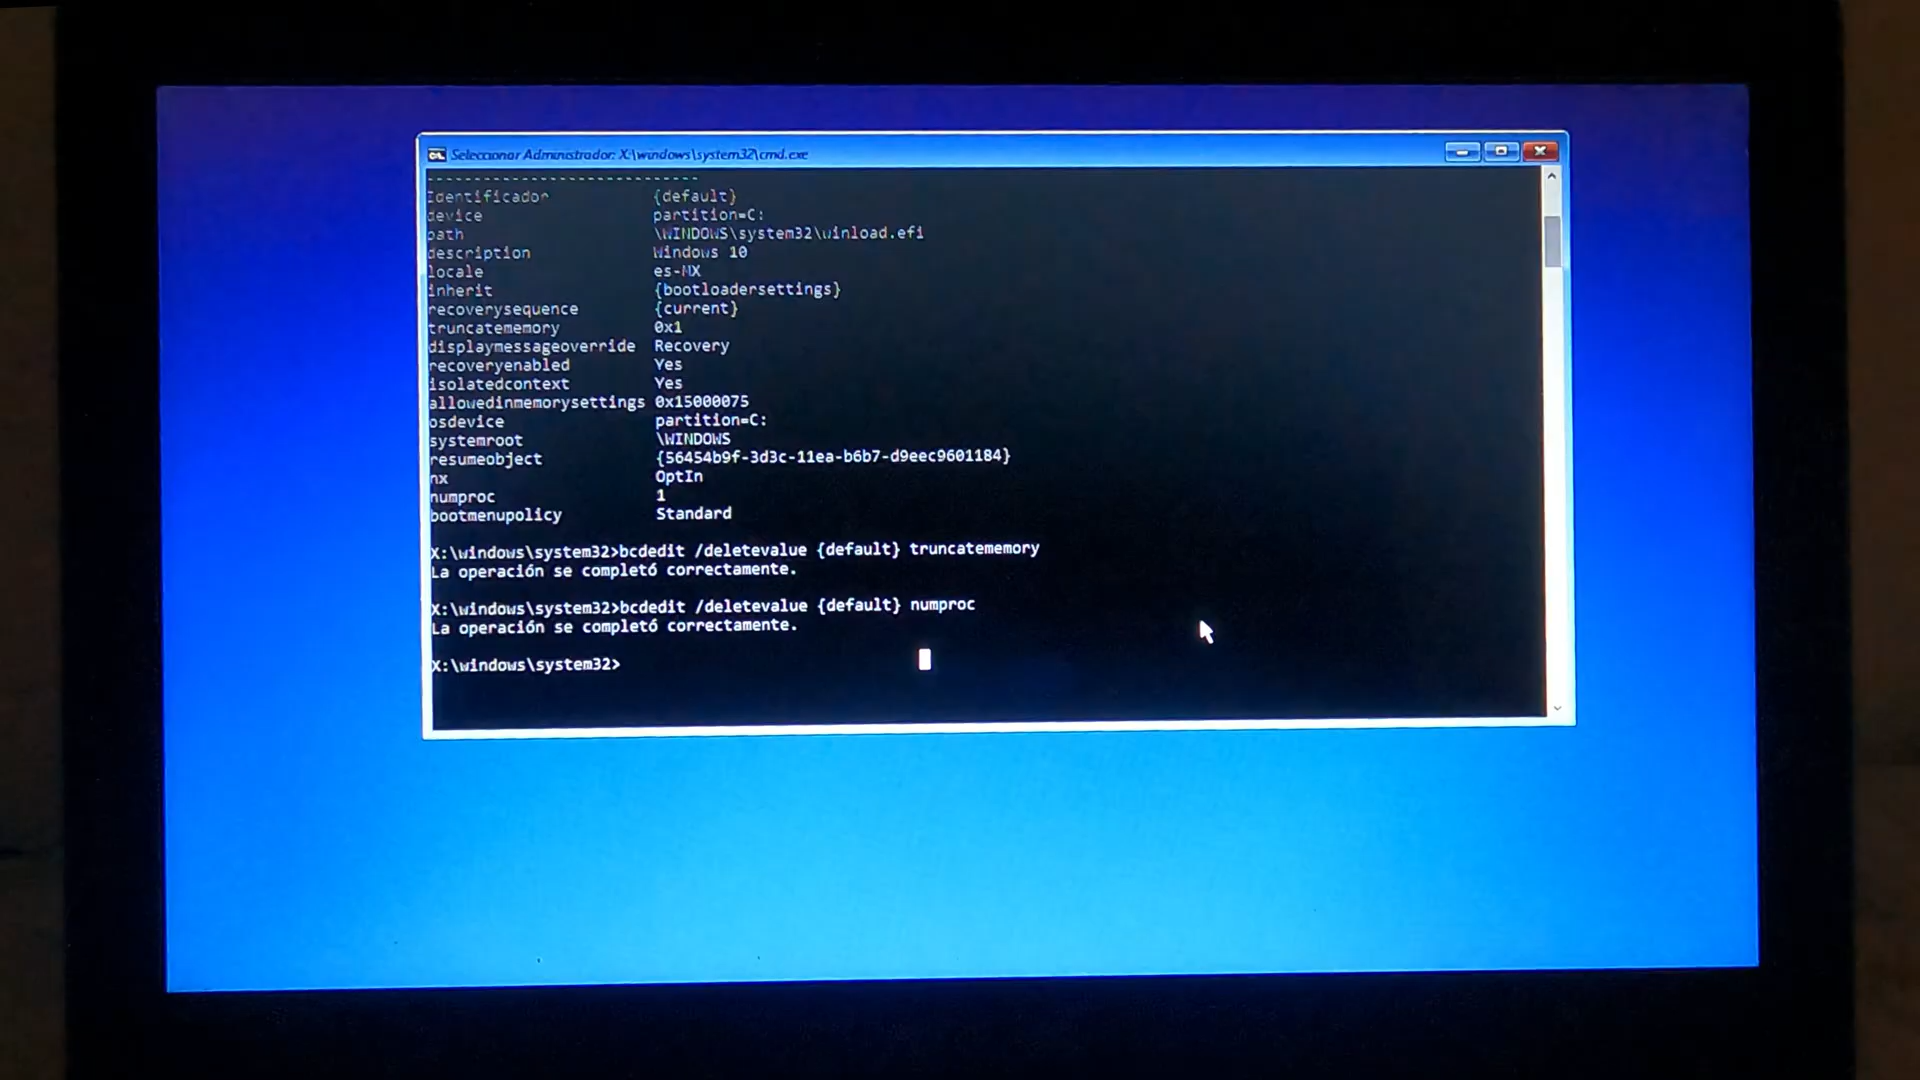 Seleccionar Administrador: X:\windows\system32\cmd.exe
-----------------------------
Identificador {default}
device partition=C:
path \WINDOWS\system32\winload.efi
description Windows 10
locale es-MX
inherit {bootloadersettings}
recoverysequence {current}
truncatememory 0x1
displaymessageoverride Recovery
recoveryenabled Yes
isolatedcontext Yes
allowedinmemorysettings 0x15000075
osdevice partition=C:
systemroot \WINDOWS
resumeobject {56454b9f-3d3c-11ea-b6b7-d9eec9601184}
nx OptIn
numproc 1
bootmenupolicy Standard
X:\windows\system32>bcdedit /deletevalue {default} truncatememory
La operación se completó correctamente.
X:\windows\system32>bcdedit /deletevalue {default} numproc
La operación se completó correctamente.
X:\windows\system32>